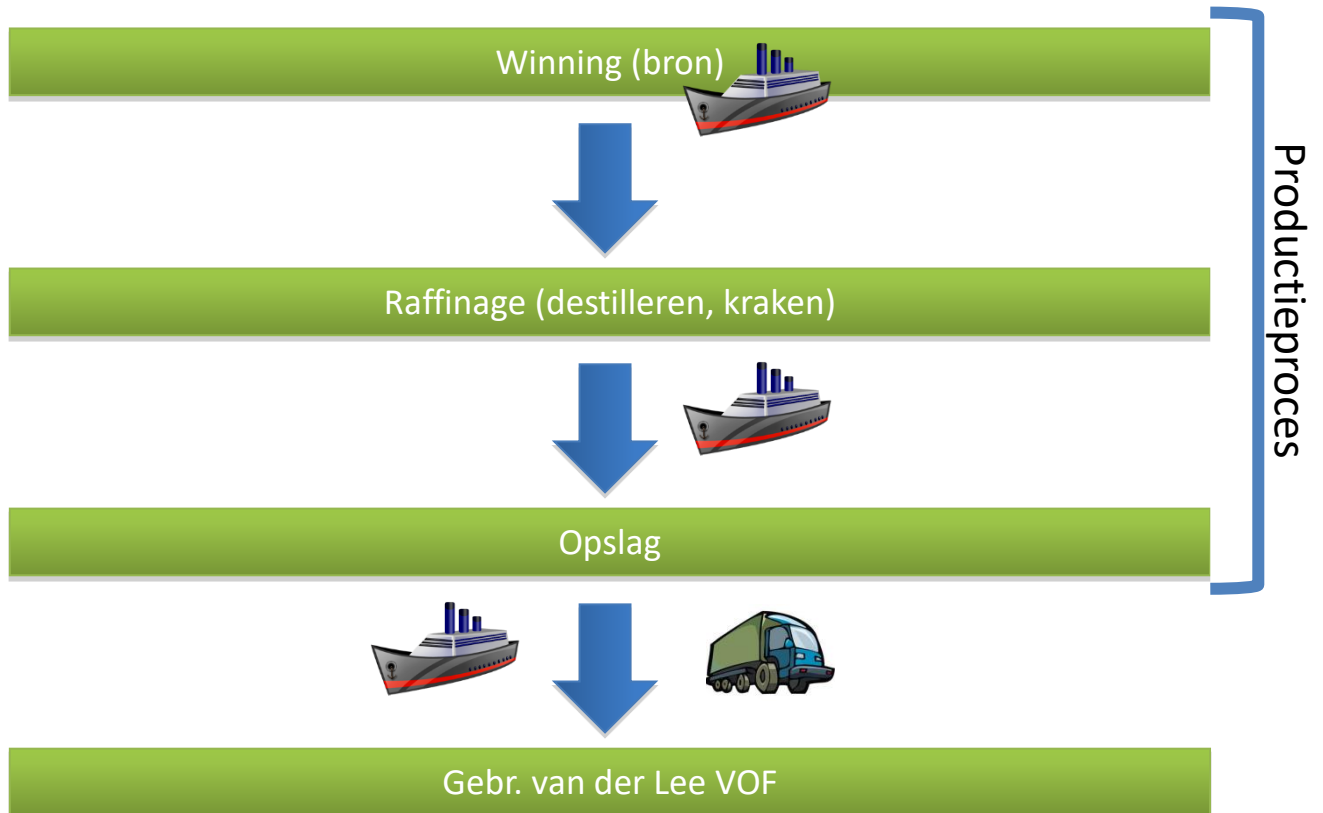 Winning (bron)
Raffinage (destilleren, kraken)
Opslag
Gebr. van der Lee VOF
Productieproces